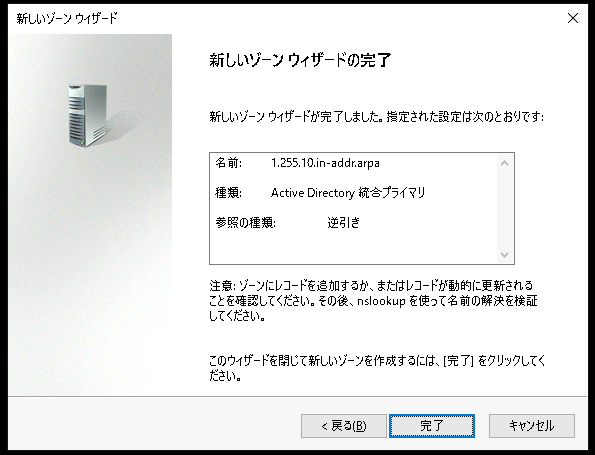 新しいゾーン ウィザード
新しいゾーン ウィザードの完了
新しいゾーン ウィザードが完了しました。指定された設定は次のとおりです:
名前: 1.255.10.in-addr.arpa
種類: Active Directory 統合プライマリ
参照の種類: 逆引き
注意: ゾーンにレコードを追加するか、またはレコードが動的に更新される
ことを確認してください。その後、nslookup を使って名前の解決を検証
してください。
このウィザードを閉じて新しいゾーンを作成するには、[完了] をクリックしてく
ださい。
< 戻る(B)
完了
キャンセル